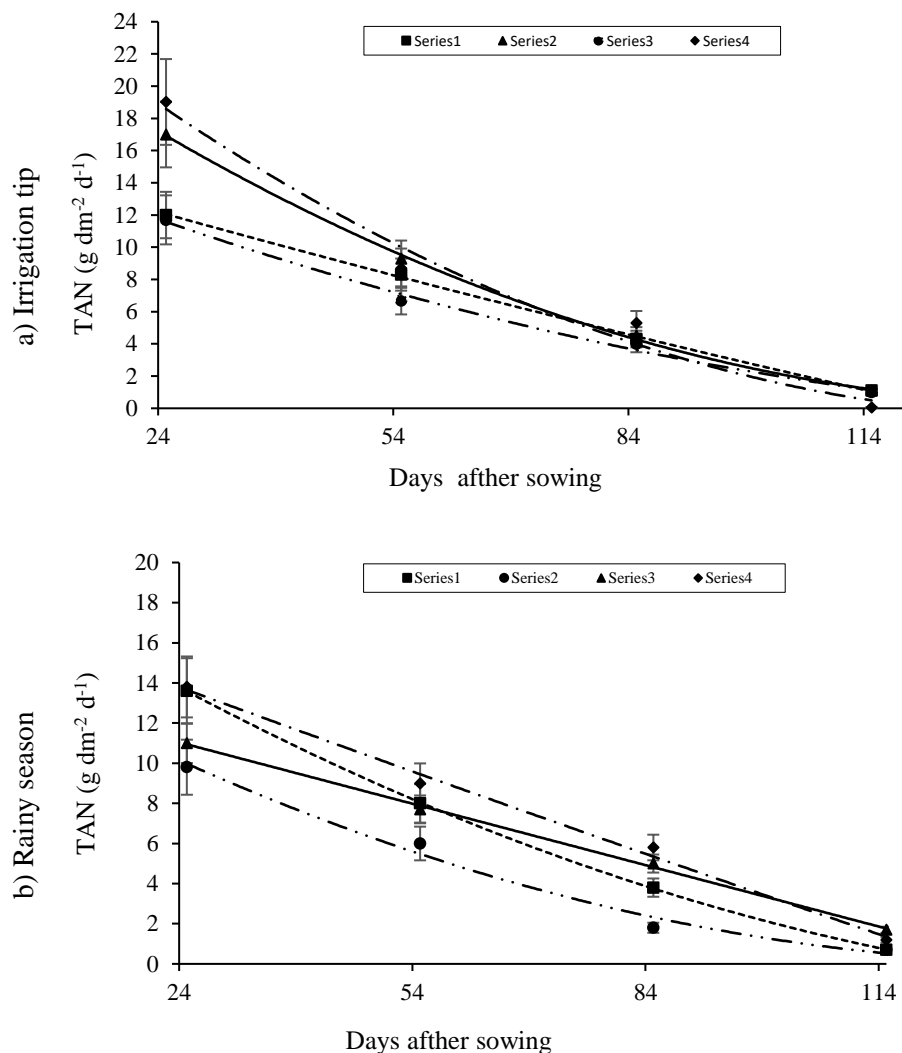 a) Irrigation tip
TAN (g dm-2 d-1)
24
22
20
18
16
14
12
10
8
6
4
2
0
Series1 Series2 Series3 Series4
24 54 84 114
Days afther sowing
b) Rainy season
TAN (g dm-2 d-1)
20
18
16
14
12
10
8
6
4
2
0
Series1 Series2 Series3 Series4
24 54 84 114
Days afther sowing